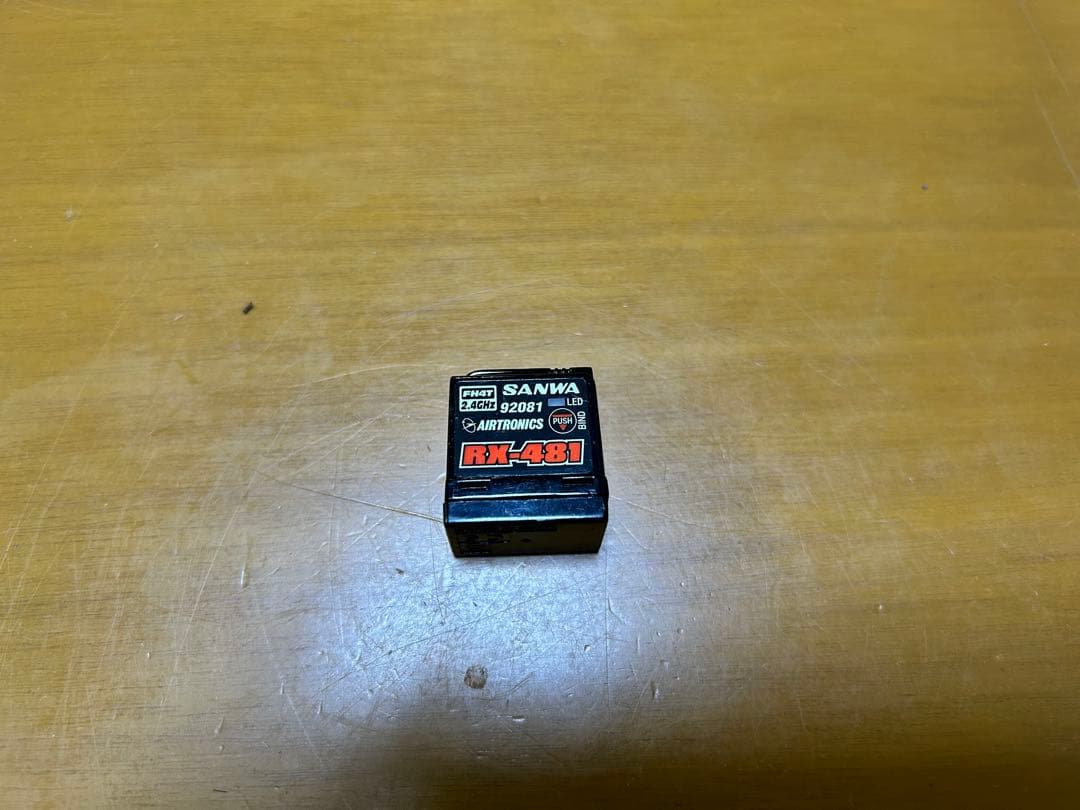 FH4T SANWA
2.4GHz 92081 LED
AIRTRONICS PUSH BIND
RX-481